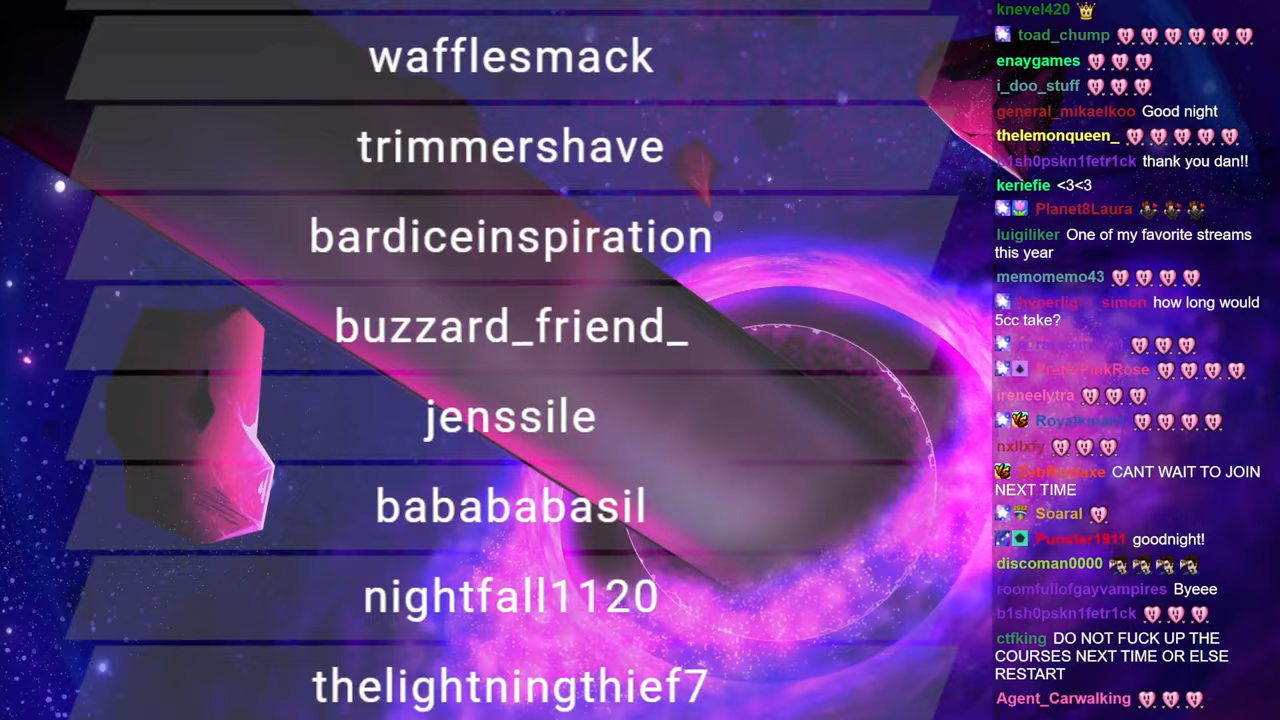 wafflesmack
trimmershave
bardiceinspiration
buzzard_friend_
jenssile
babababasil
nightfall1120
thelightningthief7
knevel420
toad_chump
enaygames
i_doo_stuff
general_mikaelkoo Good night
thelemonqueen_
b1sh0pskn1fetr1ck thank you dan!!
keriefie <3<3
Planet8Laura
luigiliker One of my favorite streams
this year
memomemo43
how long would
5cc take?
ireneelytra
nxllxfy
CANT WAIT TO JOIN
NEXT TIME
Soaral
Punster1911 goodnight!
discoman0000
roomfullofgayvampires Byeee
b1sh0pskn1fetr1ck
ctfking DO NOT FUCK UP THE
COURSES NEXT TIME OR ELSE
RESTART
Agent_Carwalking